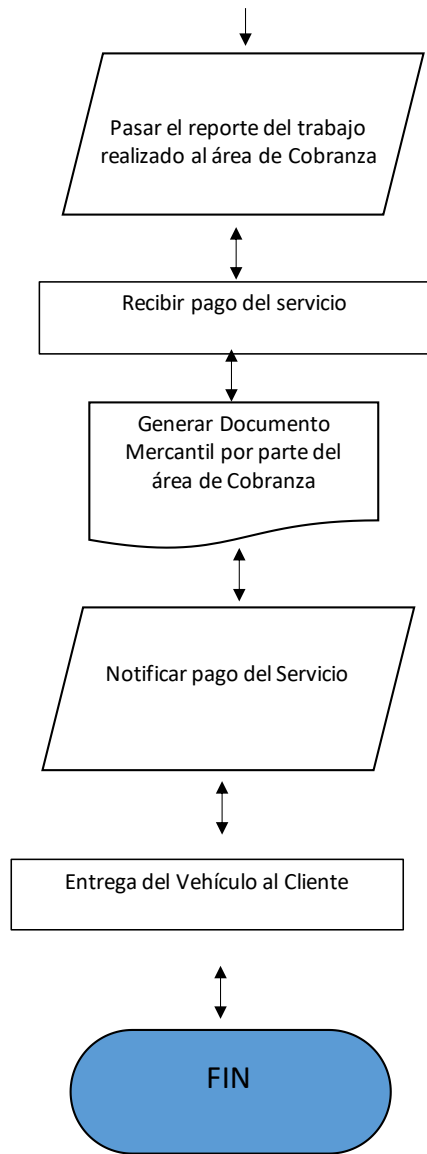 Pasar el reporte del trabajo
realizado al área de Cobranza
Recibir pago del servicio
Generar Documento
Mercantil por parte del
área de Cobranza
Notificar pago del Servicio
Entrega del Vehículo al Cliente
FIN